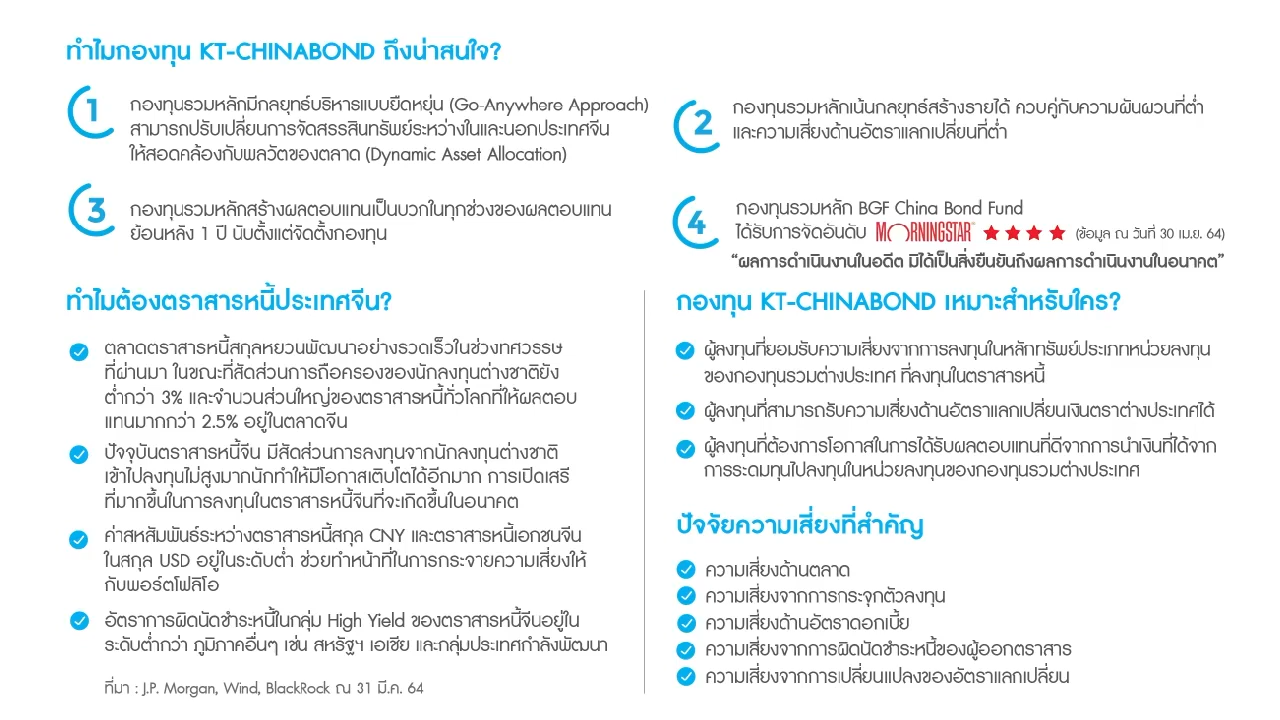 ทำไมกองทุน KT-CHINABOND ถึงน่าสนใจ?
1
กองทุนรวมหลักมีกลยุทธ์บริหารแบบยืดหยุ่น (Go-Anywhere Approach)
สามารถปรับเปลี่ยนการจัดสรรสินทรัพย์ระหว่างในและนอกประเทศจีน
ให้สอดคล้องกับพลวัตของตลาด (Dynamic Asset Allocation)
2
กองทุนรวมหลักเน้นกลยุทธ์สร้างรายได้ ควบคู่กับความผันผวนที่ต่ำ
และความเสี่ยงด้านอัตราแลกเปลี่ยนที่ต่ำ
3
กองทุนรวมหลักสร้างผลตอบแทนเป็นบวกในทุกช่วงของผลตอบแทน
ย้อนหลัง 1 ปี นับตั้งแต่จัดตั้งกองทุน
4
กองทุนรวมหลัก BGF China Bond Fund
ได้รับการจัดอันดับ MORNINGSTAR ★ ★ ★ ★ (ข้อมูล ณ วันที่ 30 เม.ย. 64)
“ผลการดำเนินงานในอดีต มิได้เป็นสิ่งยืนยันถึงผลการดำเนินงานในอนาคต”
ทำไมต้องตราสารหนี้ประเทศจีน?
ตลาดตราสารหนี้สกุลหยวนพัฒนาอย่างรวดเร็วในช่วงทศวรรษ
ที่ผ่านมา ในขณะที่สัดส่วนการถือครองของนักลงทุนต่างชาติยัง
ต่ำกว่า 3% และจำนวนส่วนใหญ่ของตราสารหนี้ทั่วโลกที่ให้ผลตอบ
แทนมากกว่า 2.5% อยู่ในตลาดจีน
ปัจจุบันตราสารหนี้จีน มีสัดส่วนการลงทุนจากนักลงทุนต่างชาติ
เข้าไปลงทุนไม่สูงมากนักทำให้มีโอกาสเติบโตได้อีกมาก การเปิดเสรี
ที่มากขึ้นในการลงทุนในตราสารหนี้จีนที่จะเกิดขึ้นในอนาคต
ค่าสหสัมพันธ์ระหว่างตราสารหนี้สกุล CNY และตราสารหนี้เอกชนจีน
ในสกุล USD อยู่ในระดับต่ำ ช่วยทำหน้าที่ในการกระจายความเสี่ยงให้
กับพอร์ตโฟลิโอ
อัตราการผิดนัดชำระหนี้ในกลุ่ม High Yield ของตราสารหนี้จีนอยู่ใน
ระดับต่ำกว่า ภูมิภาคอื่นๆ เช่น สหรัฐฯ เอเชีย และกลุ่มประเทศกำลังพัฒนา
ที่มา : J.P. Morgan, Wind, BlackRock ณ 31 มี.ค. 64
กองทุน KT-CHINABOND เหมาะสำหรับใคร?
ผู้ลงทุนที่ยอมรับความเสี่ยงจากการลงทุนในหลักทรัพย์ประเภทหน่วยลงทุน
ของกองทุนรวมต่างประเทศ ที่ลงทุนในตราสารหนี้
ผู้ลงทุนที่สามารถรับความเสี่ยงด้านอัตราแลกเปลี่ยนเงินตราต่างประเทศได้
ผู้ลงทุนที่ต้องการโอกาสในการได้รับผลตอบแทนที่ดีจากการนำเงินที่ได้จาก
การระดมทุนไปลงทุนในหน่วยลงทุนของกองทุนรวมต่างประเทศ
ปัจจัยความเสี่ยงที่สำคัญ
ความเสี่ยงด้านตลาด
ความเสี่ยงจากการกระจุกตัวลงทุน
ความเสี่ยงด้านอัตราดอกเบี้ย
ความเสี่ยงจากการผิดนัดชำระหนี้ของผู้ออกตราสาร
ความเสี่ยงจากการเปลี่ยนแปลงของอัตราแลกเปลี่ยน